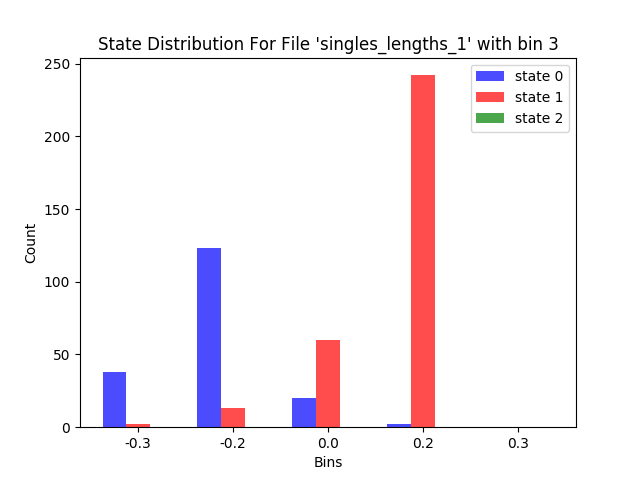 State Distribution For File 'singles_lengths_1' with bin 3
250
200
150
100
50
0
Count
state 0
state 1
state 2
-0.3 -0.2 0.0 0.2 0.3
Bins